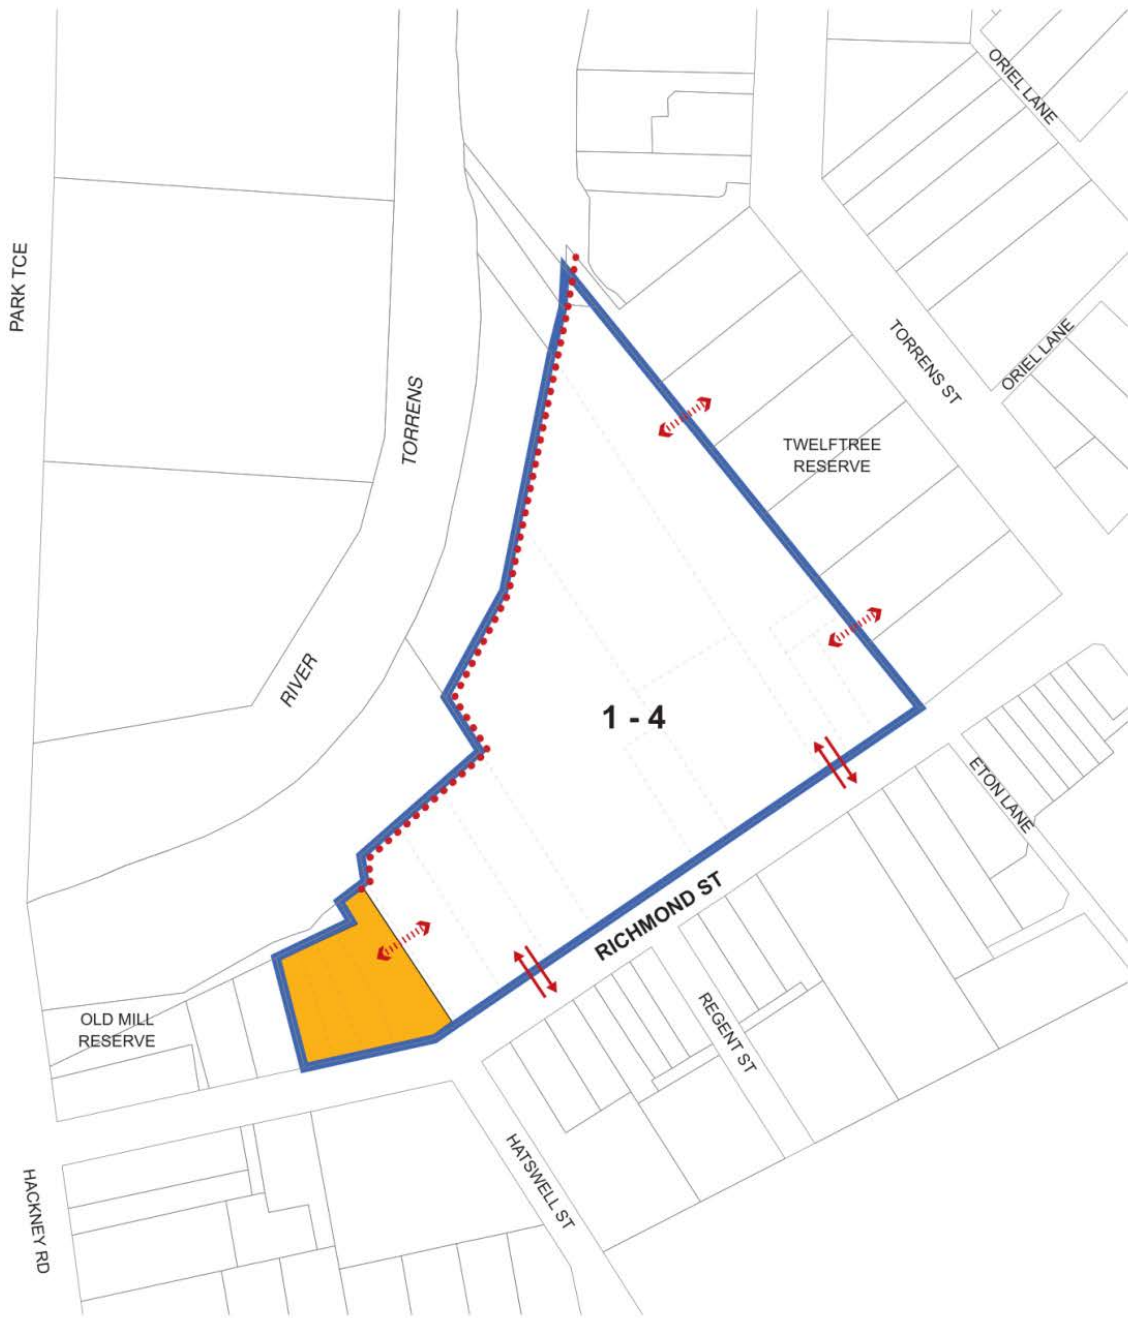 ORIEL LANE
PARK TCE
TORRENS ST
ORIEL LANE
TORRENS
TWELFTREE
RESERVE
RIVER
1 - 4
ETON LANE
RICHMOND ST
OLD MILL
RESERVE
REGENT ST
HATSWELL ST
HACKNEY RD